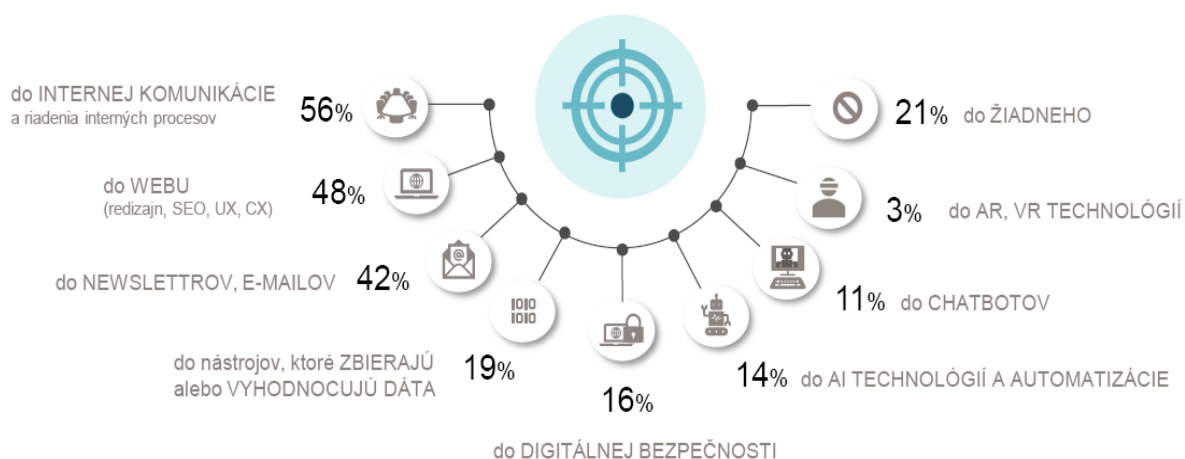 do INTERNEJ KOMUNIKÁCIE
a riadenia interných procesov
56%
do WEBU
(redizajn, SEO, UX, CX)
48%
do NEWSLETTROV, E-MAILOV
42%
do nástrojov, ktoré ZBIERAJÚ
alebo VYHODNOCUJÚ DÁTA
19%
1010
1010
16%
do DIGITÁLNEJ BEZPEČNOSTI
14% do AI TECHNOLÓGIÍ A AUTOMATIZÁCIE
11% do CHATBOTOV
3% do AR, VR TECHNOLÓGIÍ
21% do ŽIADNEHO